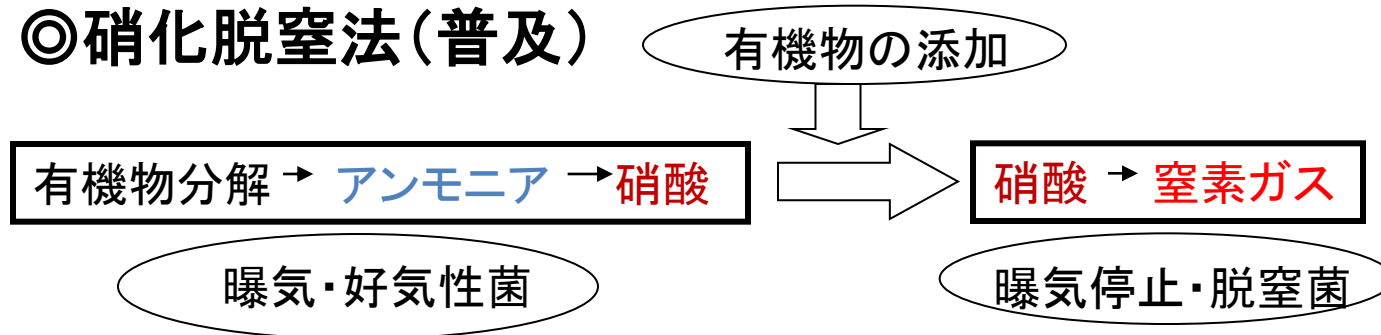 ◎硝化脱窒法(普及)
有機物の添加
有機物分解 → アンモニア → 硝酸
硝酸 → 窒素ガス
曝気・好気性菌
曝気停止・脱窒菌